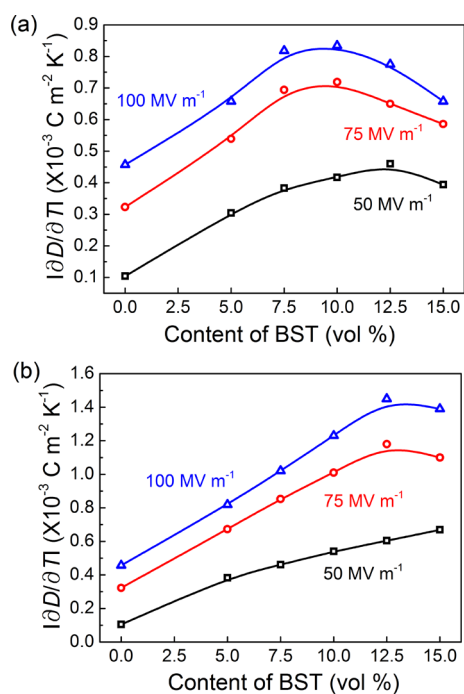 (a)
0.9
0.8
0.7
0.6
0.5
0.4
0.3
0.2
0.1
|∂D/∂T| (X10⁻³ C m⁻² K⁻¹)
100 MV m⁻¹
75 MV m⁻¹
50 MV m⁻¹
0.0 2.5 5.0 7.5 10.0 12.5 15.0
Content of BST (vol %)
(b)
1.6
1.4
1.2
1.0
0.8
0.6
0.4
0.2
0.0
|∂D/∂T| (X10⁻³ C m⁻² K⁻¹)
100 MV m⁻¹
75 MV m⁻¹
50 MV m⁻¹
0.0 2.5 5.0 7.5 10.0 12.5 15.0
Content of BST (vol %)